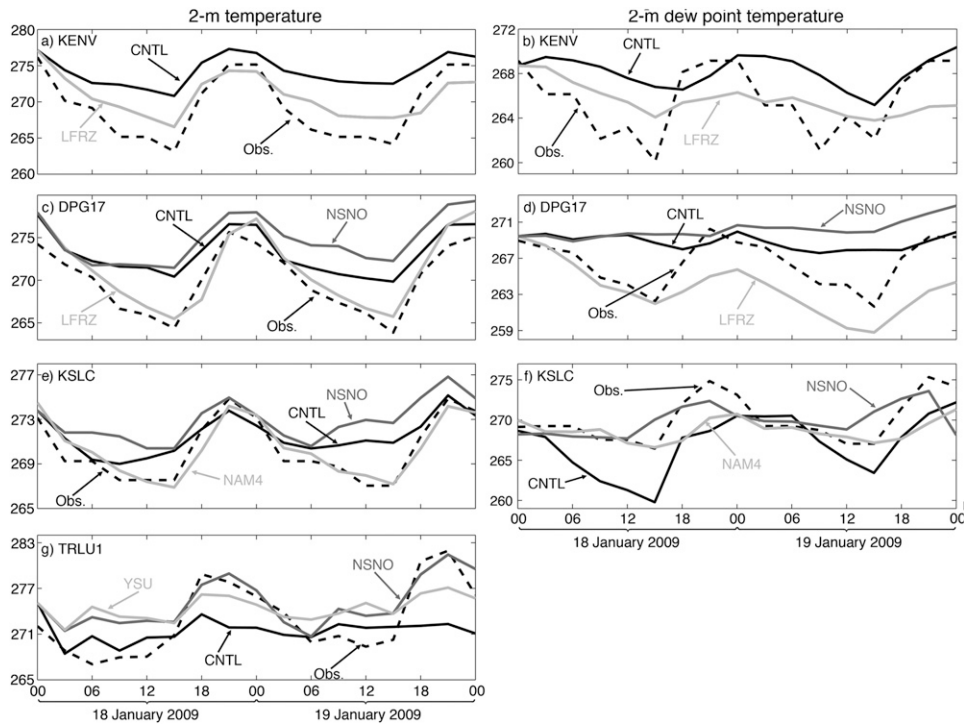 2-m temperature
2-m dew point temperature
a) KENV
CNTL
LFRZ
Obs.
280
275
270
265
260
b) KENV
CNTL
LFRZ
Obs.
272
268
264
260
c) DPG17
CNTL
NSNO
LFRZ
Obs.
275
270
265
d) DPG17
NSNO
CNTL
Obs.
LFRZ
271
267
263
259
e) KSLC
NSNO
CNTL
NAM4
Obs.
277
273
269
265
f) KSLC
Obs.
NSNO
NAM4
CNTL
275
270
265
260
00 06 12 18 00 06 12 18 00
18 January 2009 19 January 2009
g) TRLU1
YSU
NSNO
CNTL
Obs.
283
277
271
265
00 06 12 18 00 06 12 18 00
18 January 2009 19 January 2009